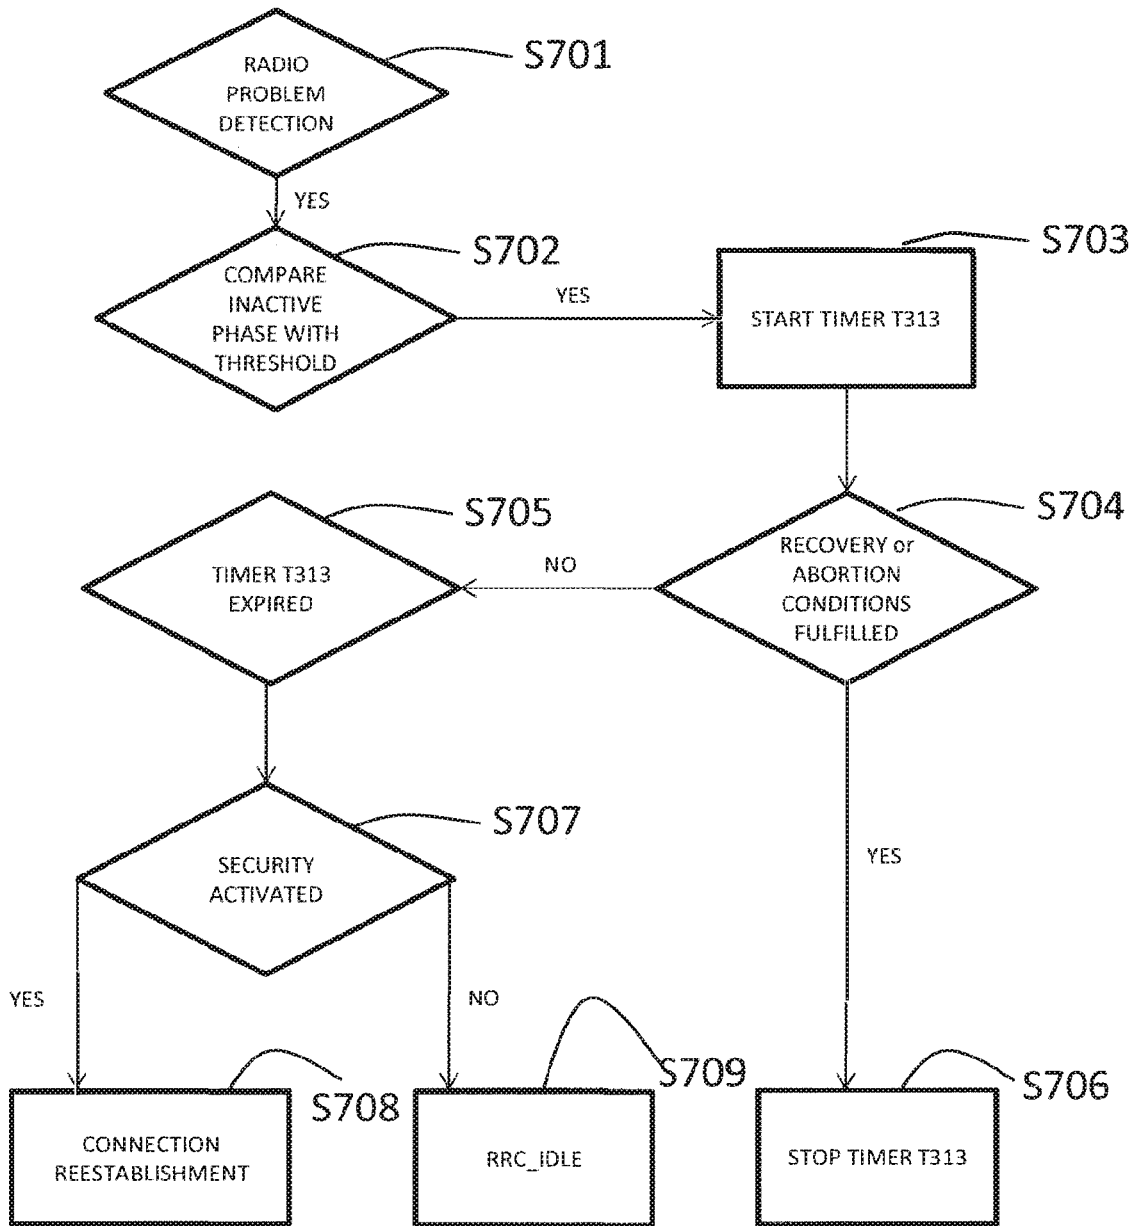 S701
RADIO
PROBLEM
DETECTION
YES
S702
COMPARE
INACTIVE
PHASE WITH
THRESHOLD
YES
S703
START TIMER T313
S704
RECOVERY or
ABORTION
CONDITIONS
FULFILLED
NO
S705
TIMER T313
EXPIRED
S707
SECURITY
ACTIVATED
YES
NO
YES
S708
CONNECTION
REESTABLISHMENT
S709
RRC_IDLE
S706
STOP TIMER T313